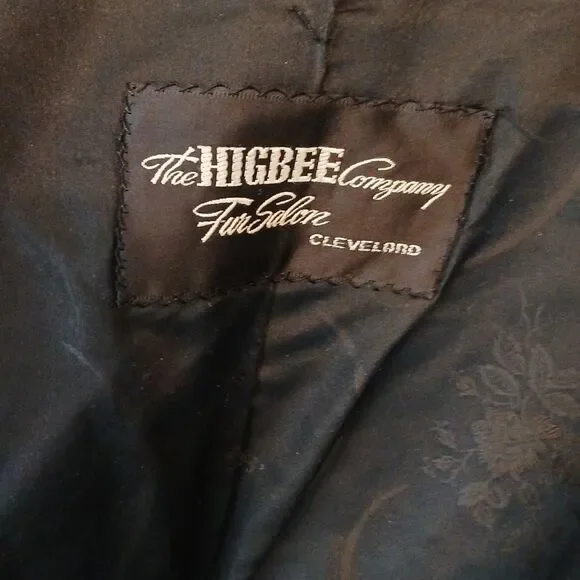 The HIGBEE Company
Fur Salon
CLEVELAND